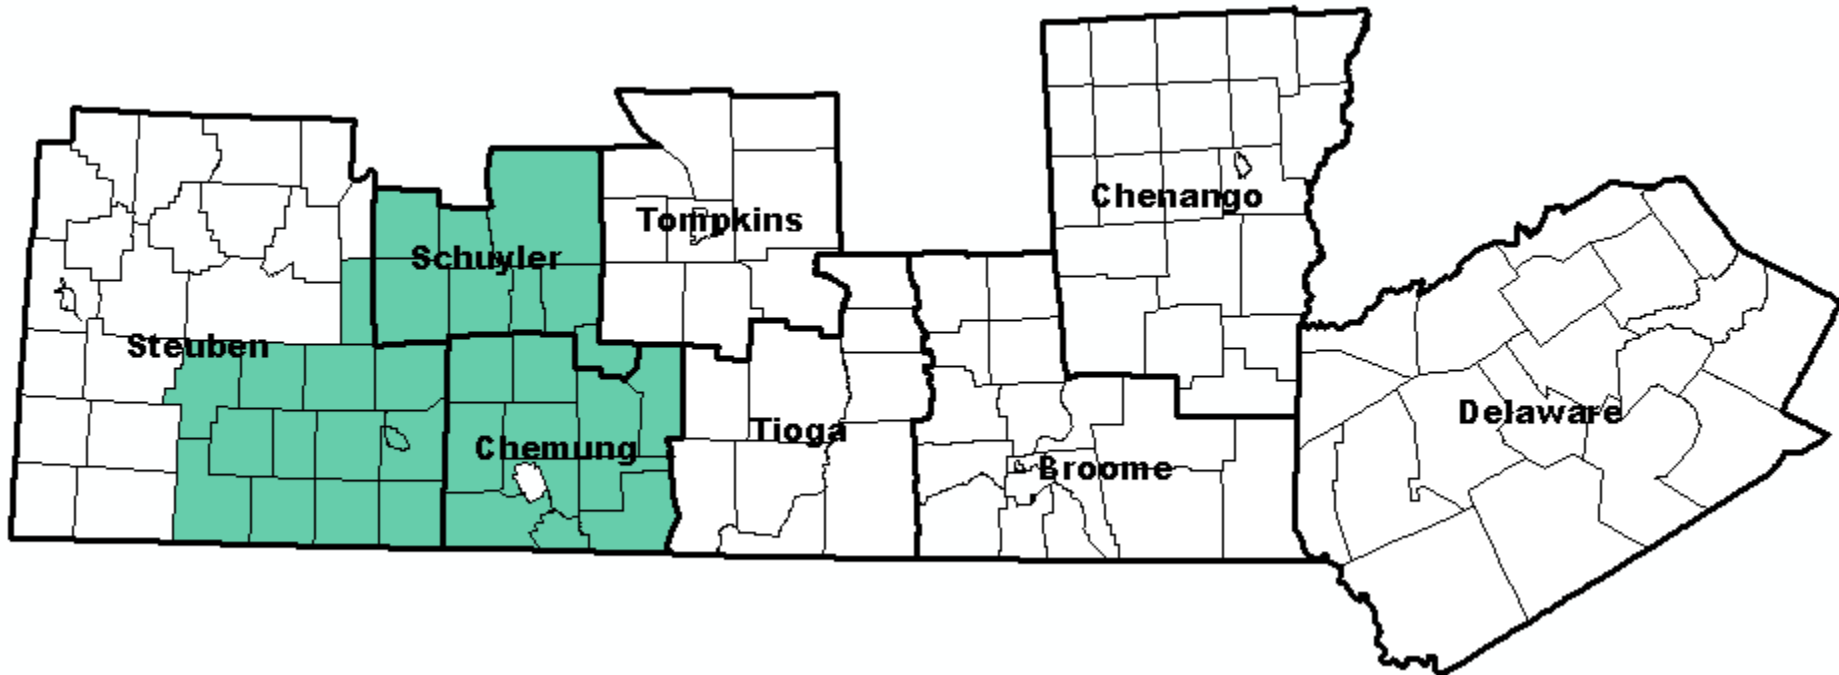 Chenango
Tompkins
Schuyler
Steuben
Delaware
Tioga
Chemung
Broome